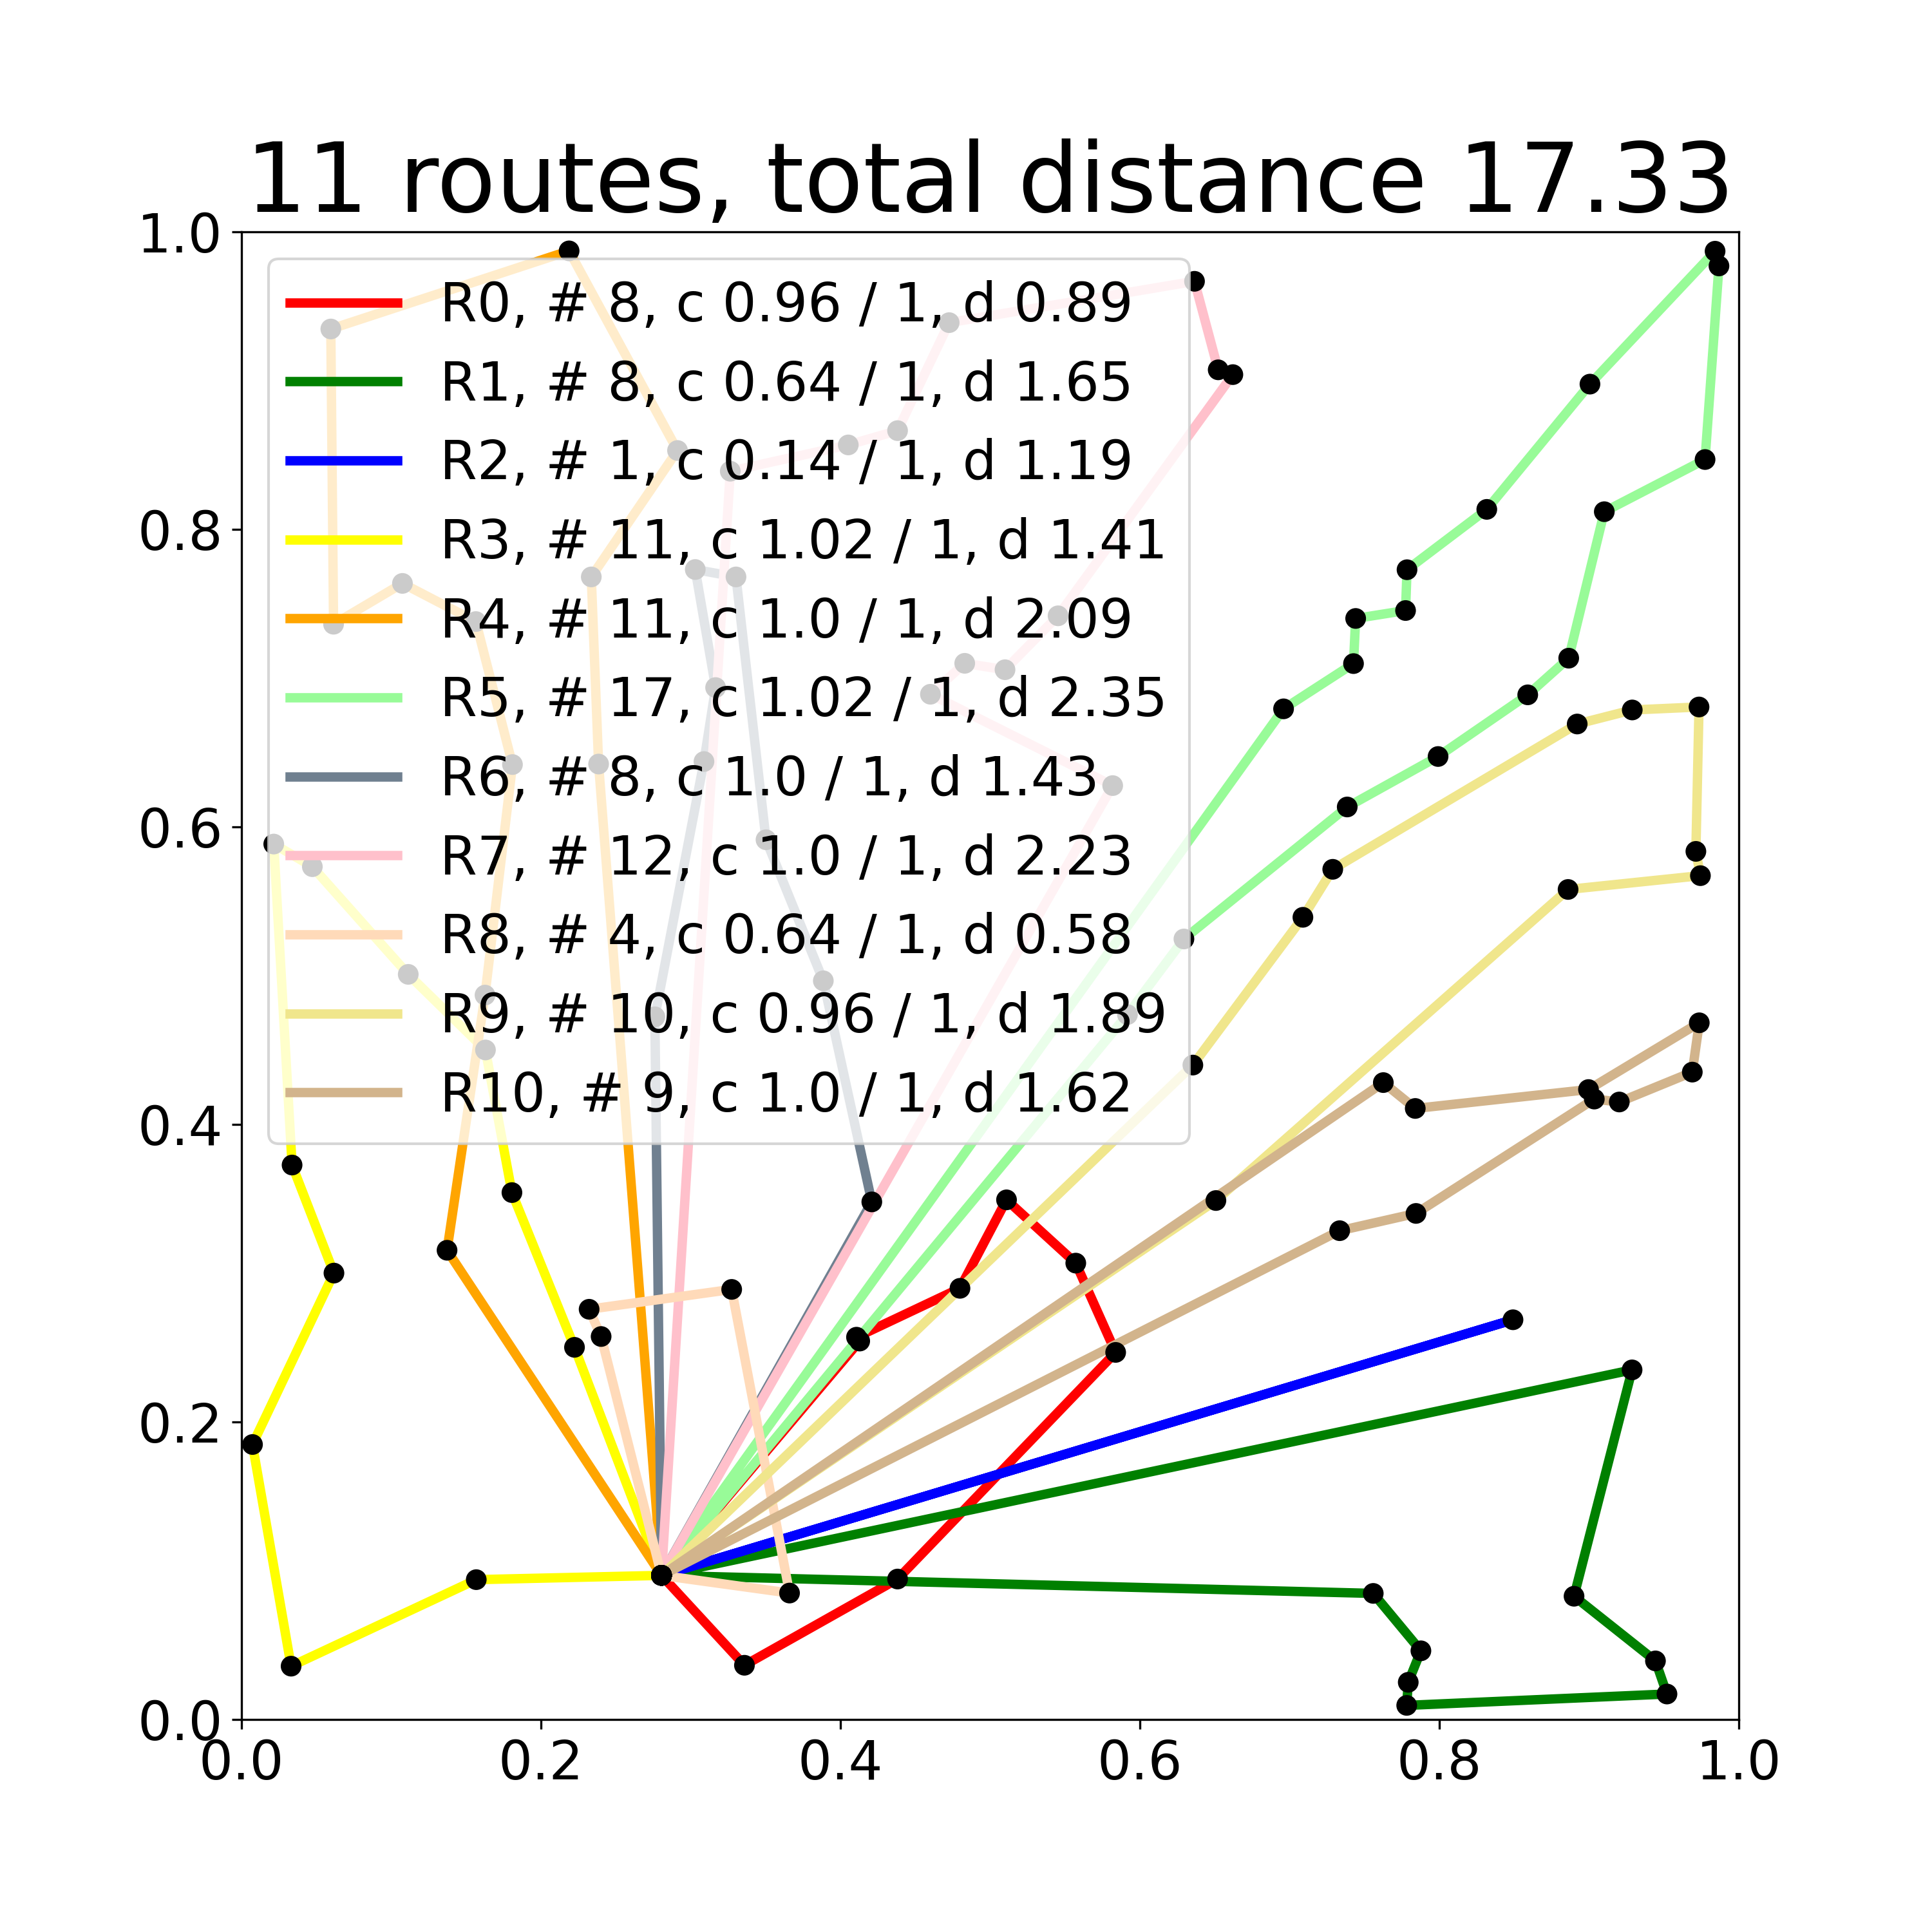 11 routes, total distance 17.33
1.0
0.8
0.6
0.4
0.2
0.0
R0, # 8, c 0.96 / 1, d 0.89
R1, # 8, c 0.64 / 1, d 1.65
R2, # 1, c 0.14 / 1, d 1.19
R3, # 11, c 1.02 / 1, d 1.41
R4, # 11, c 1.0 / 1, d 2.09
R5, # 17, c 1.02 / 1, d 2.35
R6, # 8, c 1.0 / 1, d 1.43
R7, # 12, c 1.0 / 1, d 2.23
R8, # 4, c 0.64 / 1, d 0.58
R9, # 10, c 0.96 / 1, d 1.89
R10, # 9, c 1.0 / 1, d 1.62
0.0 0.2 0.4 0.6 0.8 1.0